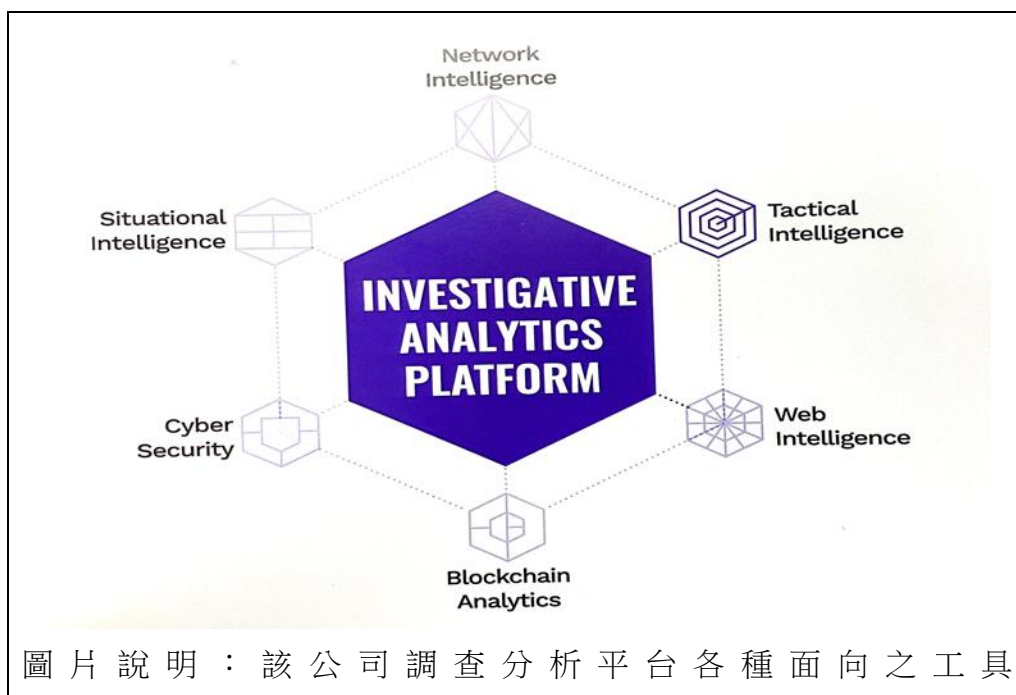 Network
Intelligence
Situational
Intelligence
Tactical
Intelligence
INVESTIGATIVE
ANALYTICS
PLATFORM
Cyber
Security
Web
Intelligence
Blockchain
Analytics
圖片說明：該公司調查分析平台各種面向之工具